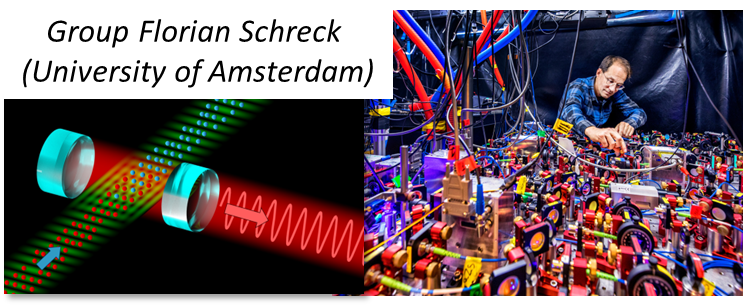 Group Florian Schreck
(University of Amsterdam)